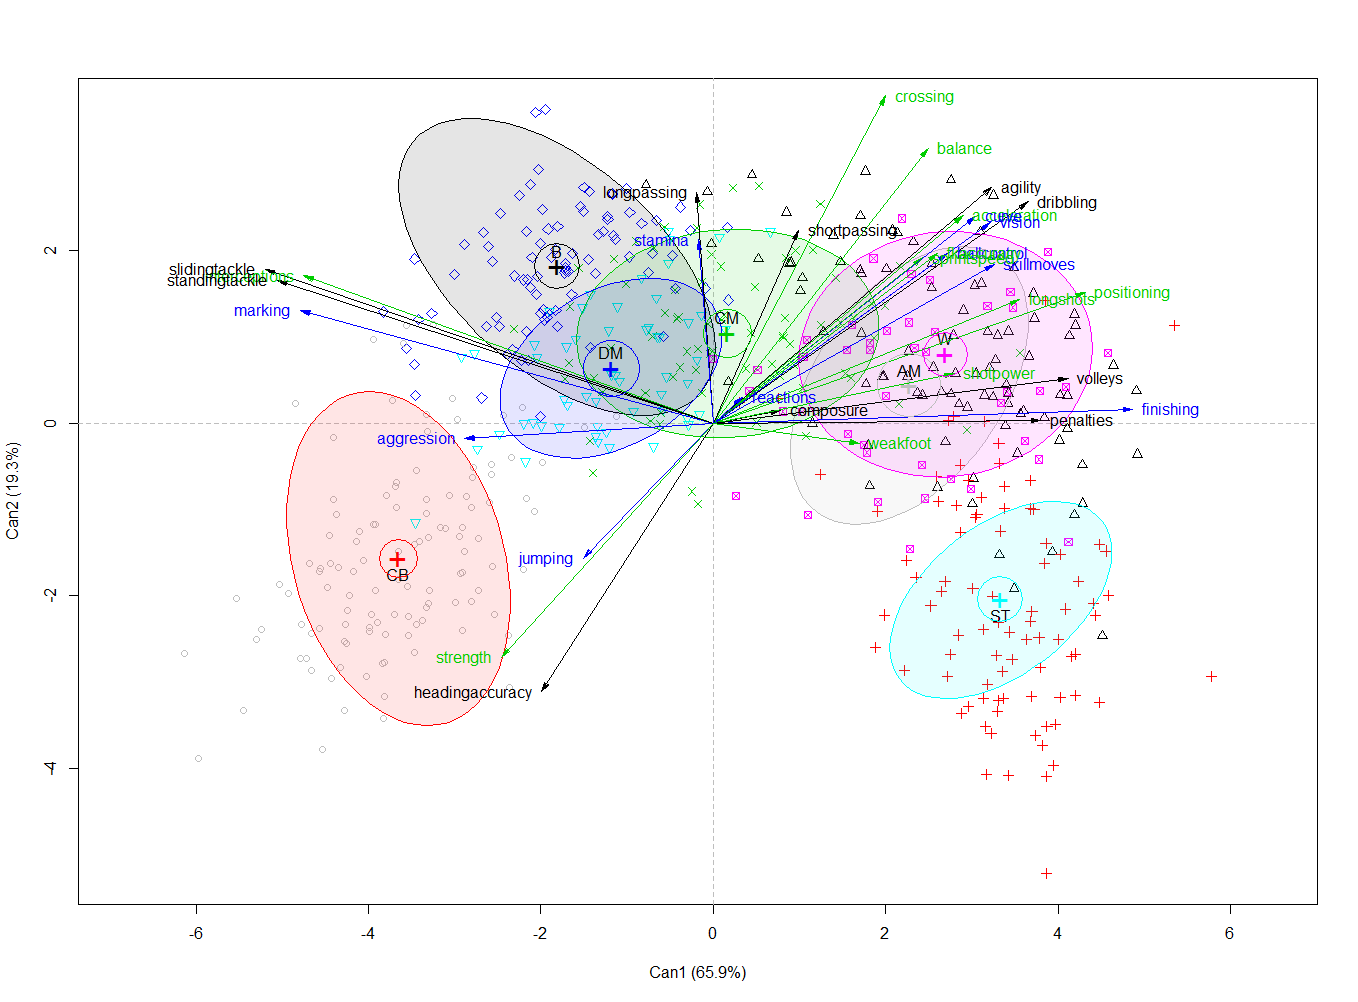 crossing
balance
agility
dribbling
longpassing
acceleration
curve
vision
shortpassing
stamina
B
ballcontrol
skillmoves
slidingtackle
standingtackle
positioning
longshots
marking
CM
W
DM
AM
shotpower
volleys
reactions
composure
finishing
penalties
aggression
weakfoot
jumping
CB
ST
strength
headingaccuracy
2
0
-2
-4
-6
-4
-2
0
2
4
6
Can1 (65.9%)
Can2 (19.3%)